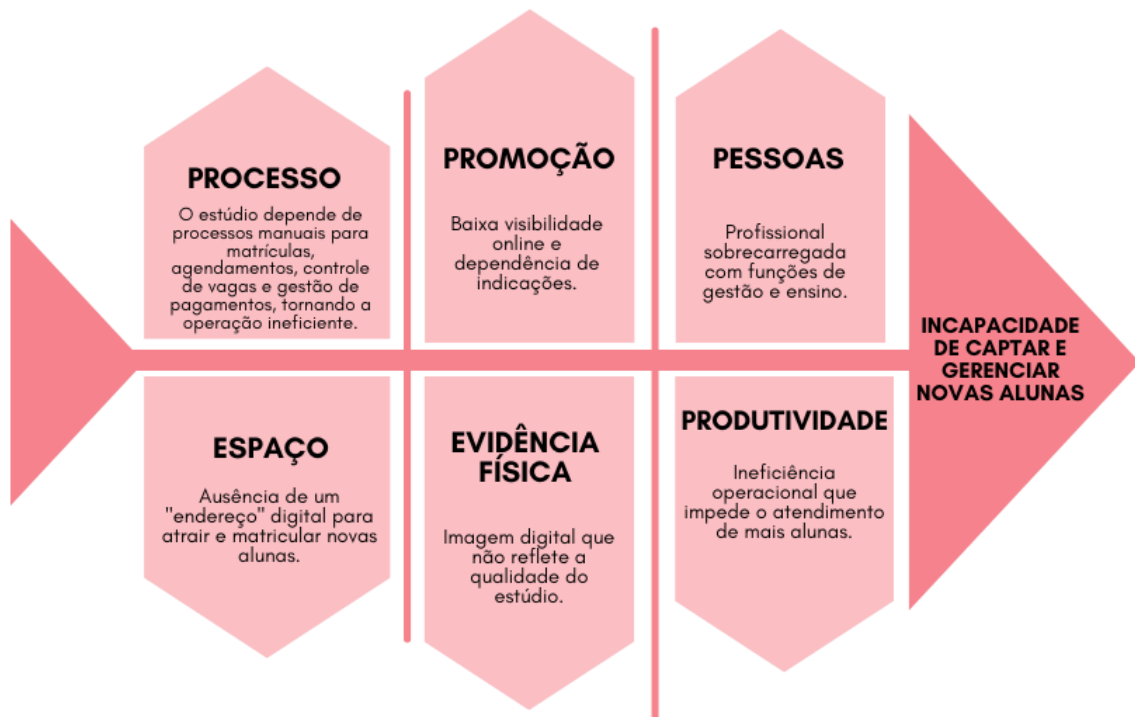 PROCESSO
O estúdio depende de
processos manuais para
matrículas,
agendamentos, controle
de vagas e gestão de
pagamentos, tornando a
operação ineficiente.
PROMOÇÃO
Baixa visibilidade
online e
dependência de
indicações.
PESSOAS
Profissional
sobrecarregada
com funções de
gestão e ensino.
INCAPACIDADE
DE CAPTAR E
GERENCIAR
NOVAS ALUNAS
ESPAÇO
Ausência de um
"endereço" digital para
atrair e matricular novas
alunas.
EVIDÊNCIA
FÍSICA
Imagem digital que
não reflete a
qualidade do
estúdio.
PRODUTIVIDADE
Ineficiência
operacional que
impede o atendimento
de mais alunas.